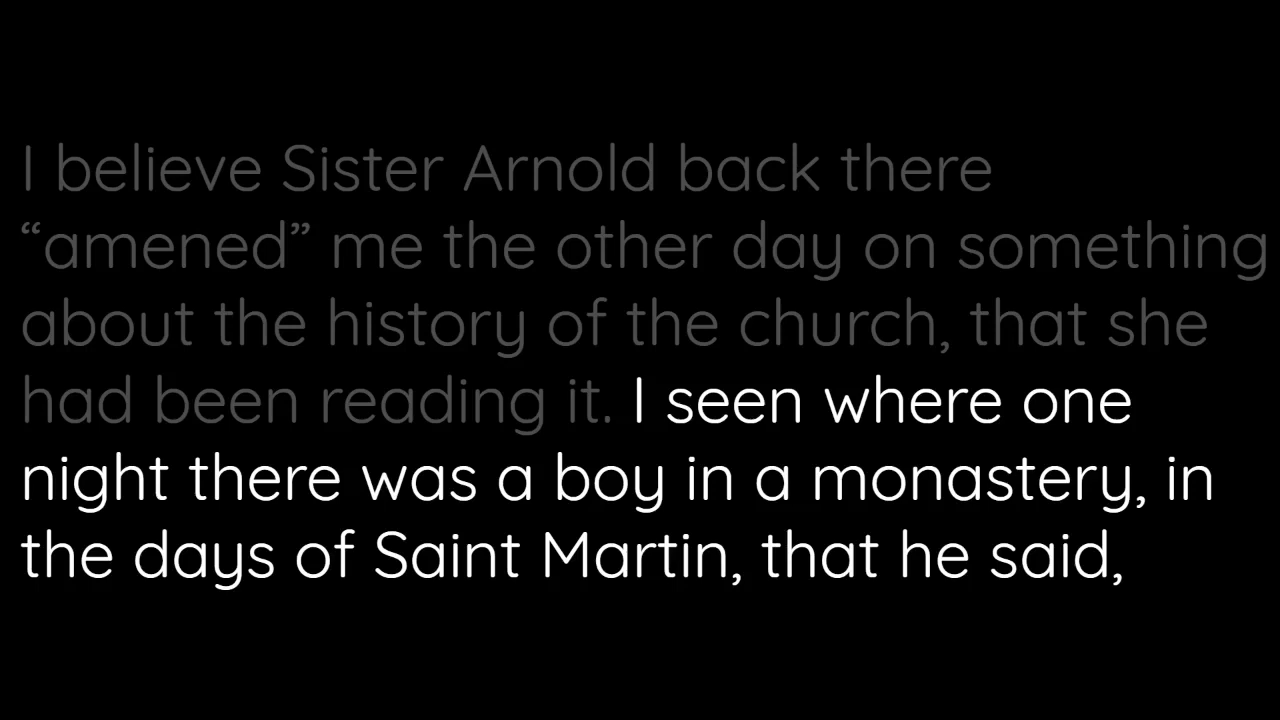 I believe Sister Arnold back there
“amened” me the other day on something
about the history of the church, that she
had been reading it. I seen where one
night there was a boy in a monastery, in
the days of Saint Martin, that he said,